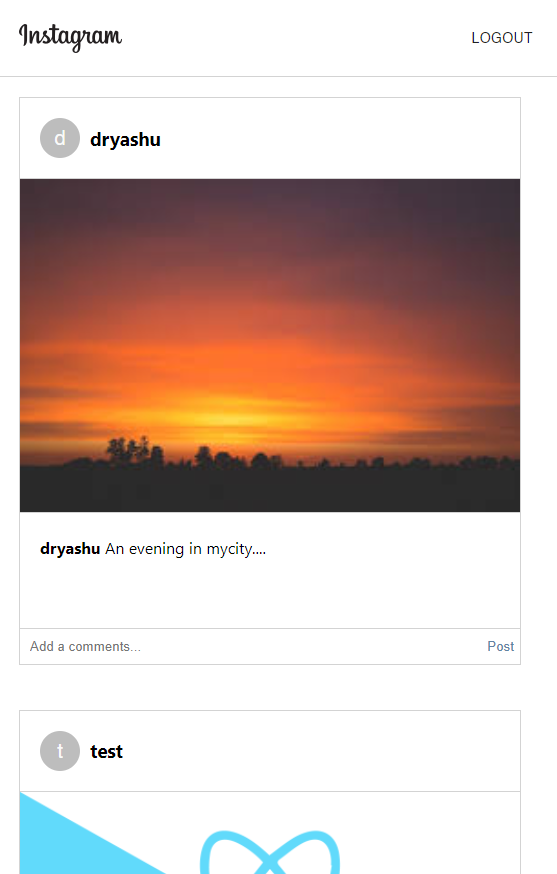 Instagram
LOGOUT
d
dryashu
dryashu An evening in mycity....
Add a comments...
Post
t
test